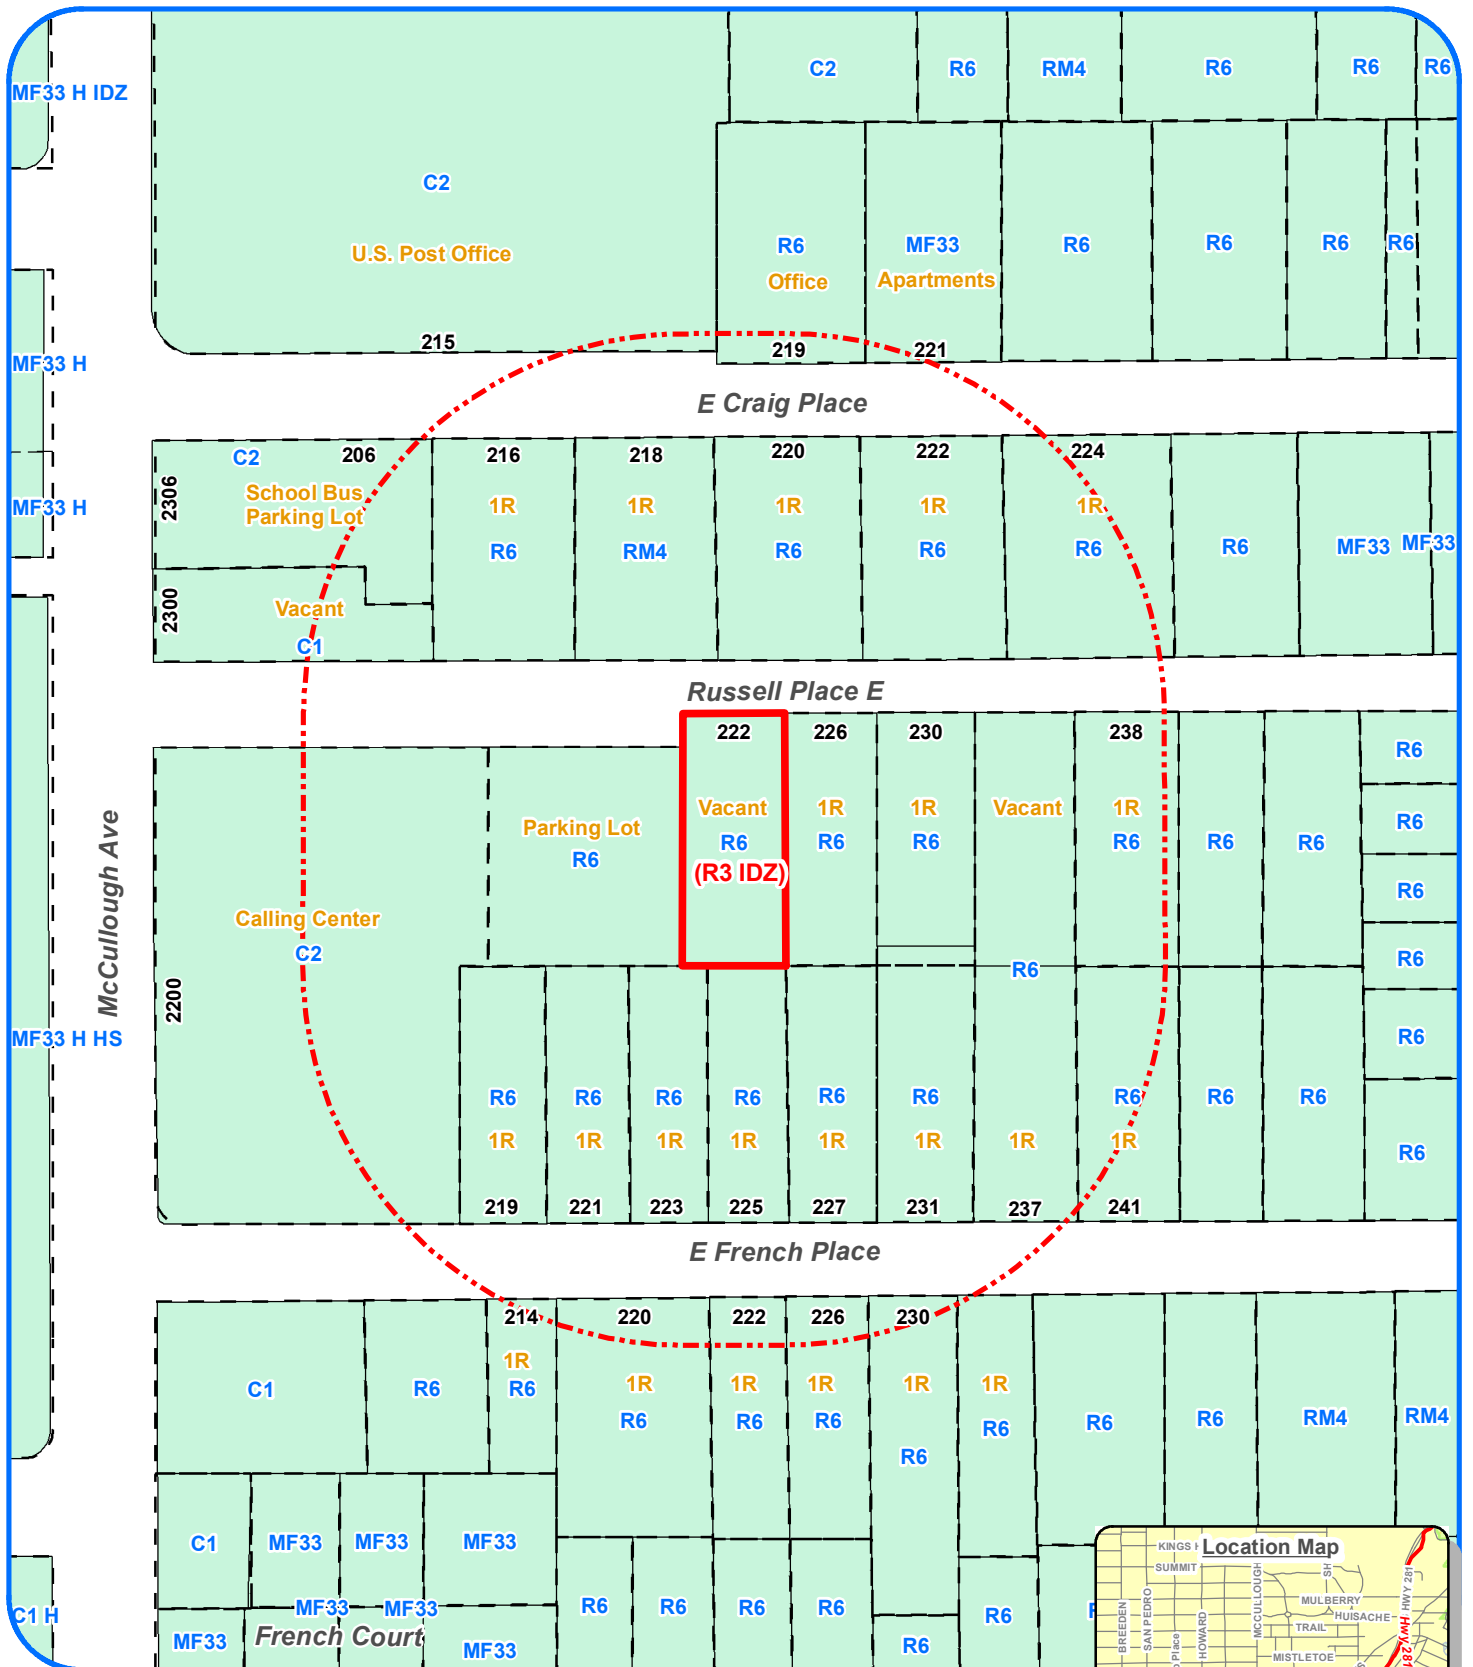 C2
R6
RM4
R6
R6
R6
MF33 H IDZ
C2
U.S. Post Office
R6
Office
MF33
Apartments
R6
R6
R6
R6
215
219
221
MF33 H
E Craig Place
C2
206
216
218
220
222
224
2306
School Bus
Parking Lot
1R
1R
1R
1R
1R
MF33 H
R6
RM4
R6
R6
R6
R6
MF33
MF33
2300
Vacant
C1
Russell Place E
222
226
230
238
Vacant
1R
1R
Vacant
1R
Parking Lot
R6
R6
R6
R6
R6
R6
R6
(R3 IDZ)
R6
R6
R6
R6
R6
R6
McCullough Ave
Calling Center
C2
2200
R6
MF33 H HS
R6
R6
R6
R6
R6
R6
R6
R6
R6
1R
1R
1R
1R
1R
1R
1R
1R
219
221
223
225
227
231
237
241
E French Place
214
220
222
226
230
1R
1R
1R
1R
1R
1R
C1
R6
R6
R6
R6
R6
R6
R6
R6
R6
RM4
RM4
C1
MF33
MF33
MF33
MF33
MF33
R6
R6
R6
R6
R6
R6
C1 H
MF33
French Court
MF33
Location Map
SUMMIT
MULBERRY
HUISACHE
TRAIL
MISTLETOE
BREEDEN
SAN PEDRO
Place
HOWARD
MCCULLOUGH
SH
HWY 281
Hwy 281
KINGS